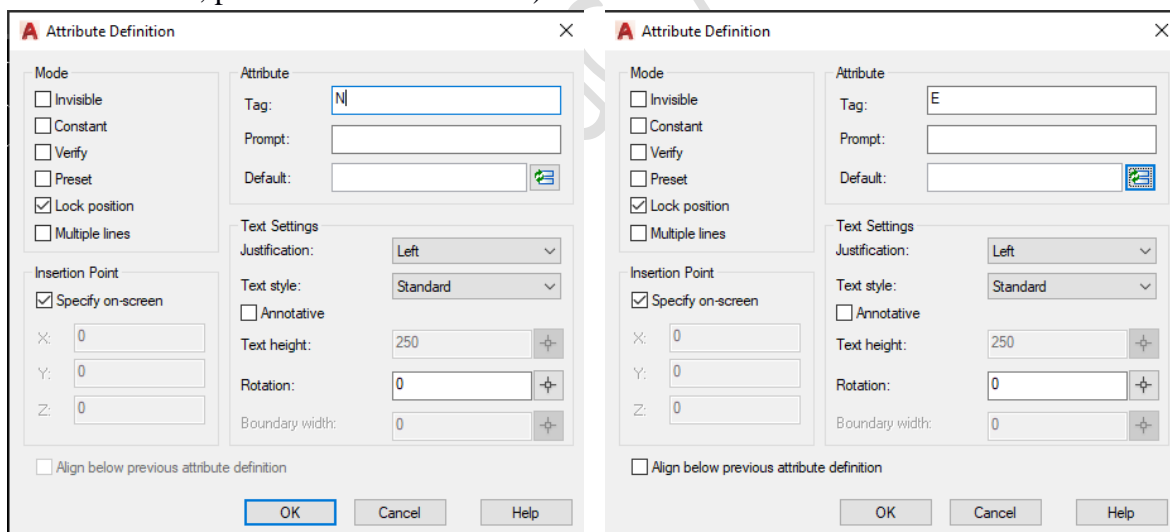 Attribute Definition
Mode
Invisible
Constant
Verify
Preset
Lock position
Multiple lines
Insertion Point
Specify on-screen
X: 0
Y: 0
Z: 0
Attribute
Tag: N
Prompt:
Default:
Text Settings
Justification: Left
Text style: Standard
Annotative
Text height: 250
Rotation: 0
Boundary width: 0
Align below previous attribute definition
OK Cancel Help
Attribute Definition
Mode
Invisible
Constant
Verify
Preset
Lock position
Multiple lines
Insertion Point
Specify on-screen
X: 0
Y: 0
Z: 0
Attribute
Tag: E
Prompt:
Default:
Text Settings
Justification: Left
Text style: Standard
Annotative
Text height: 250
Rotation: 0
Boundary width: 0
Align below previous attribute definition
OK Cancel Help